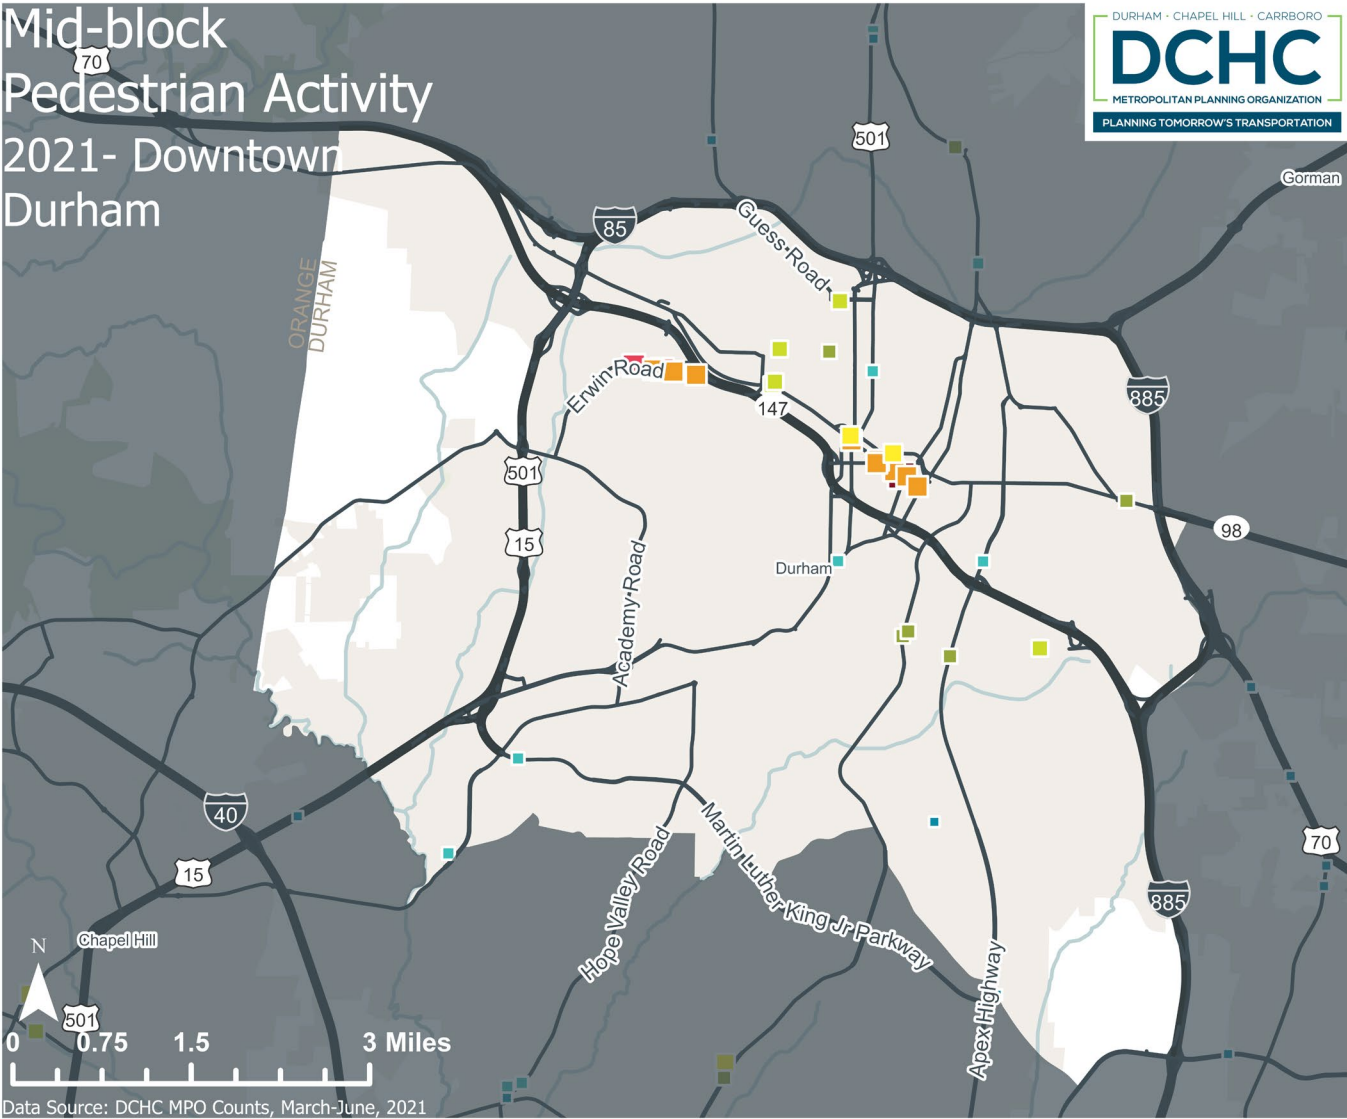 Mid-block
Pedestrian Activity
2021- Downtown
Durham
DURHAM · CHAPEL HILL · CARRBORO
DCHC
METROPOLITAN PLANNING ORGANIZATION
PLANNING TOMORROW'S TRANSPORTATION
70
501
Gorman
85
Guess Road
ORANGE
DURHAM
Erwin Road
147
885
501
98
15
Durham
Academy Road
40
15
Martin Luther King Jr Parkway
Hope Valley Road
70
885
Chapel Hill
Apex Highway
N
501
0 0.75 1.5 3 Miles
Data Source: DCHC MPO Counts, March-June, 2021